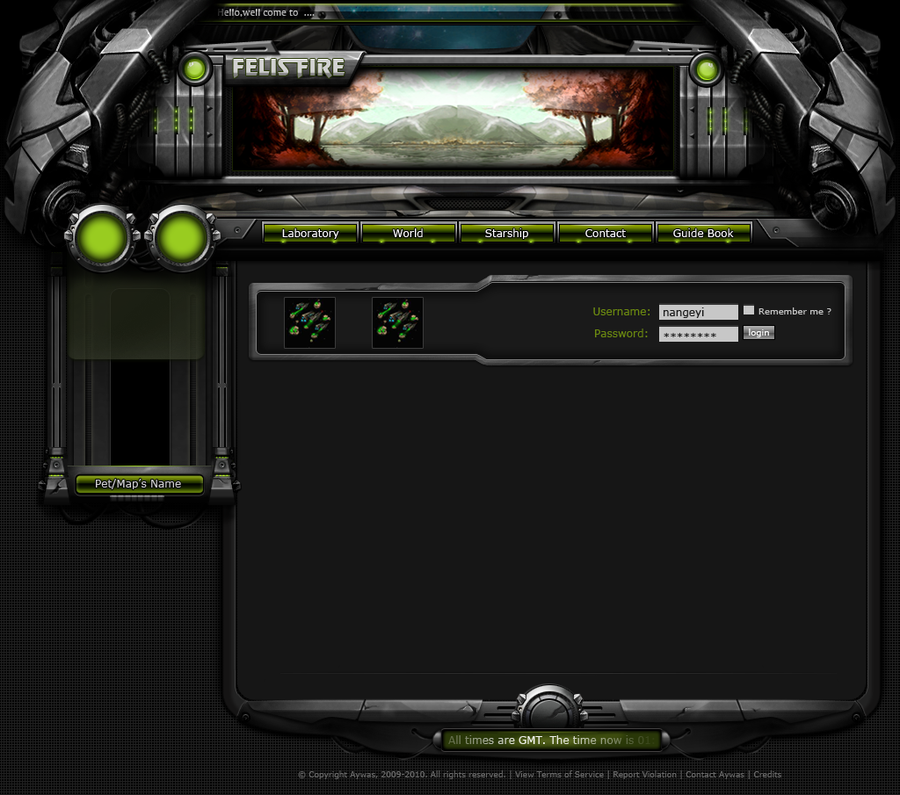 Hello,well come to ....
FELISFIRE
Laboratory World Starship Contact Guide Book
Username: nangeyi Remember me ?
Password: ******** login
Pet/Map's Name
All times are GMT. The time now is 01
© Copyright Aywas, 2009-2010. All rights reserved. | View Terms of Service | Report Violation | Contact Aywas | Credits